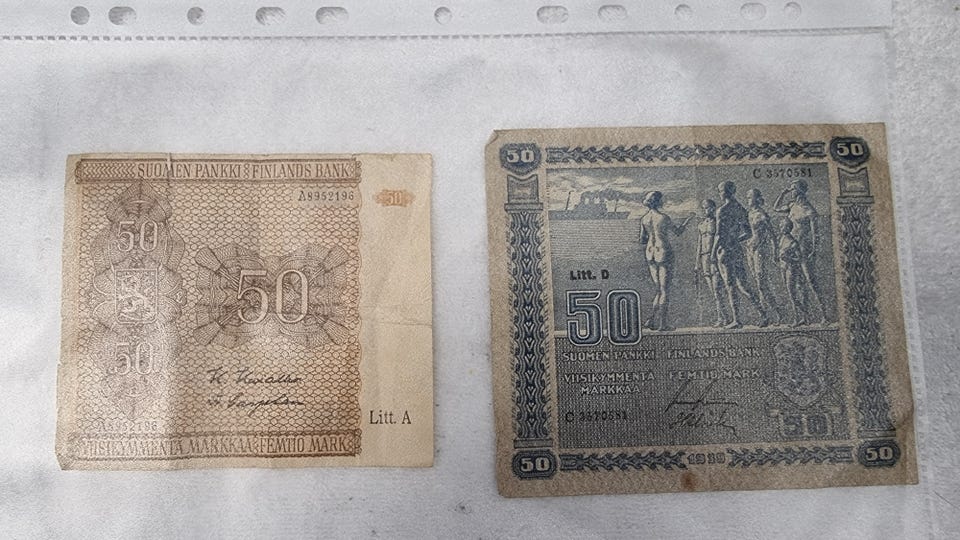 SUOMEN PANKKI FINLANDS BANK
A8952196
50
50
50
50
Litt. A
A8952196
VIISIKYMMENTÄ MARKKAA FEMTIO MARK
50
50
C 3570581
Litt. D
50
SUOMEN PANKKI FINLANDS BANK
VIISIKYMMENTÄ FEMTIO MARK
MARKKAA
C 3570581
50
50
50